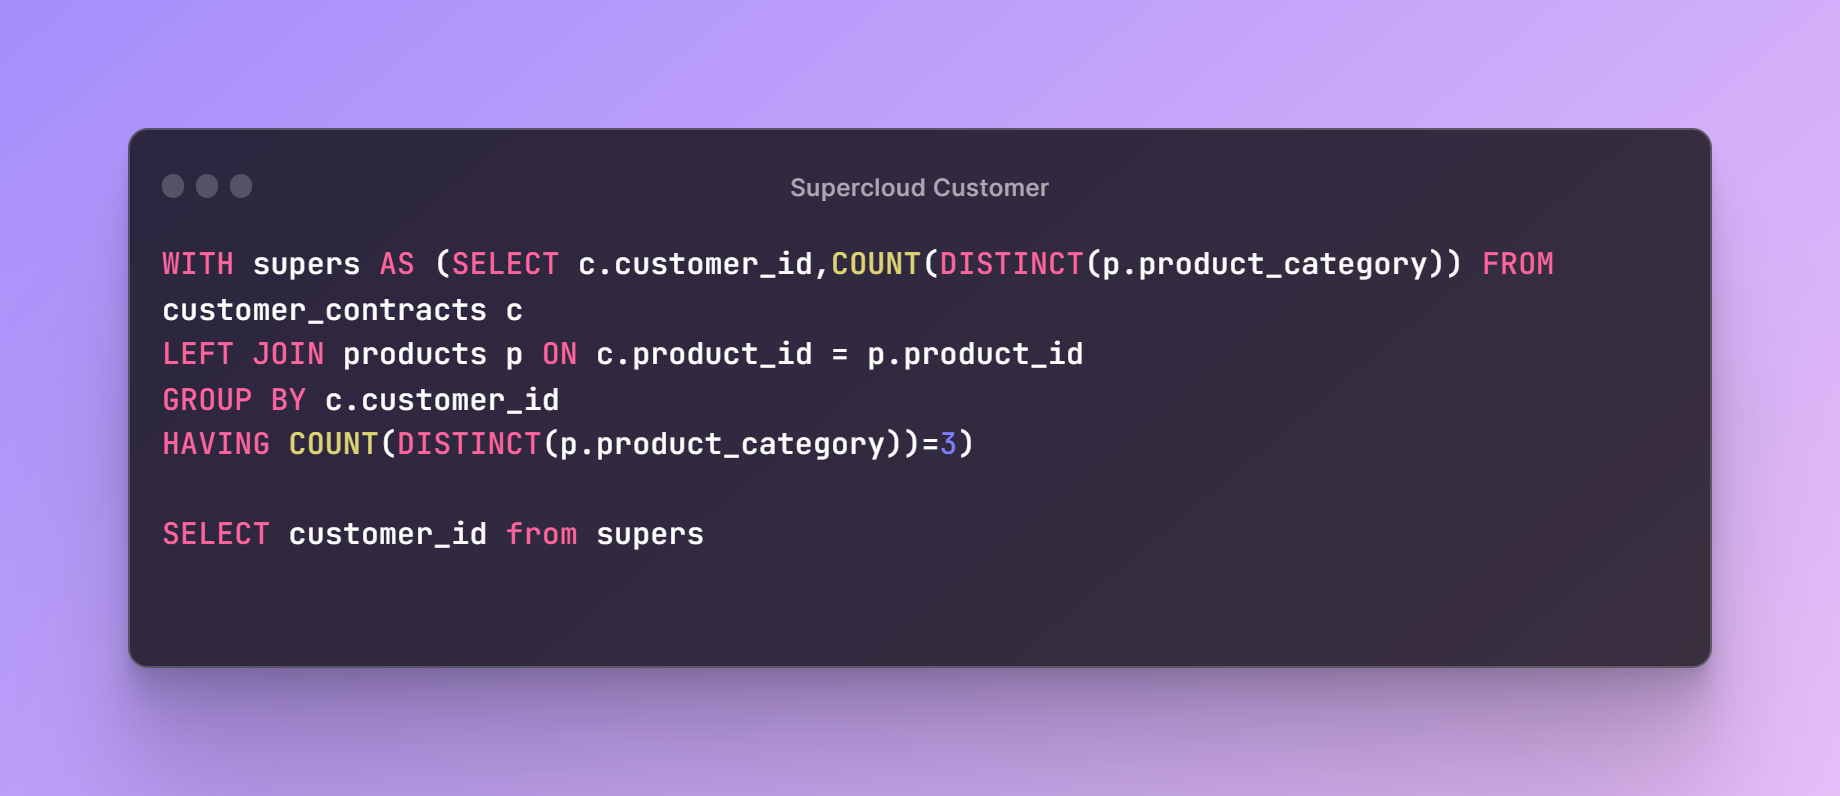 Supercloud Customer
WITH supers AS (SELECT c.customer_id,COUNT(DISTINCT(p.product_category)) FROM
customer_contracts c
LEFT JOIN products p ON c.product_id = p.product_id
GROUP BY c.customer_id
HAVING COUNT(DISTINCT(p.product_category))=3)
SELECT customer_id from supers